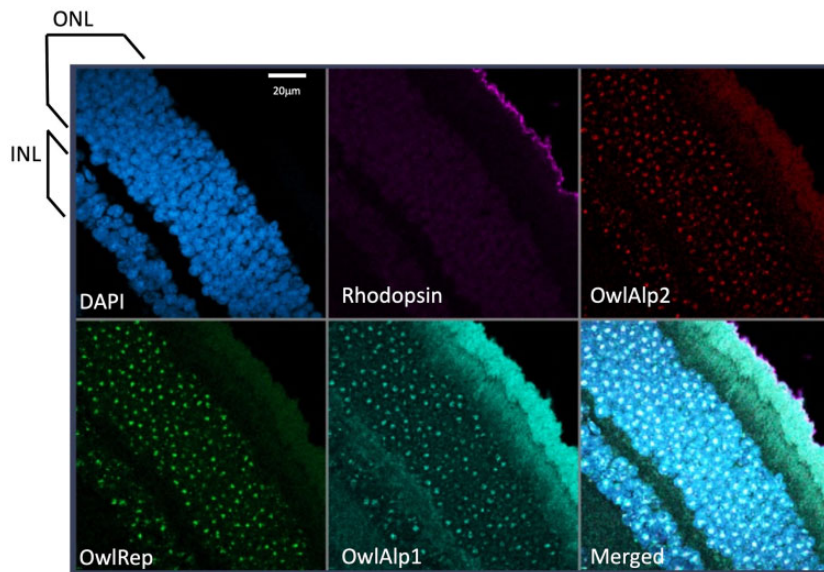 ONL
INL
20µm
DAPI
Rhodopsin
OwlAlp2
OwlRep
OwlAlp1
Merged